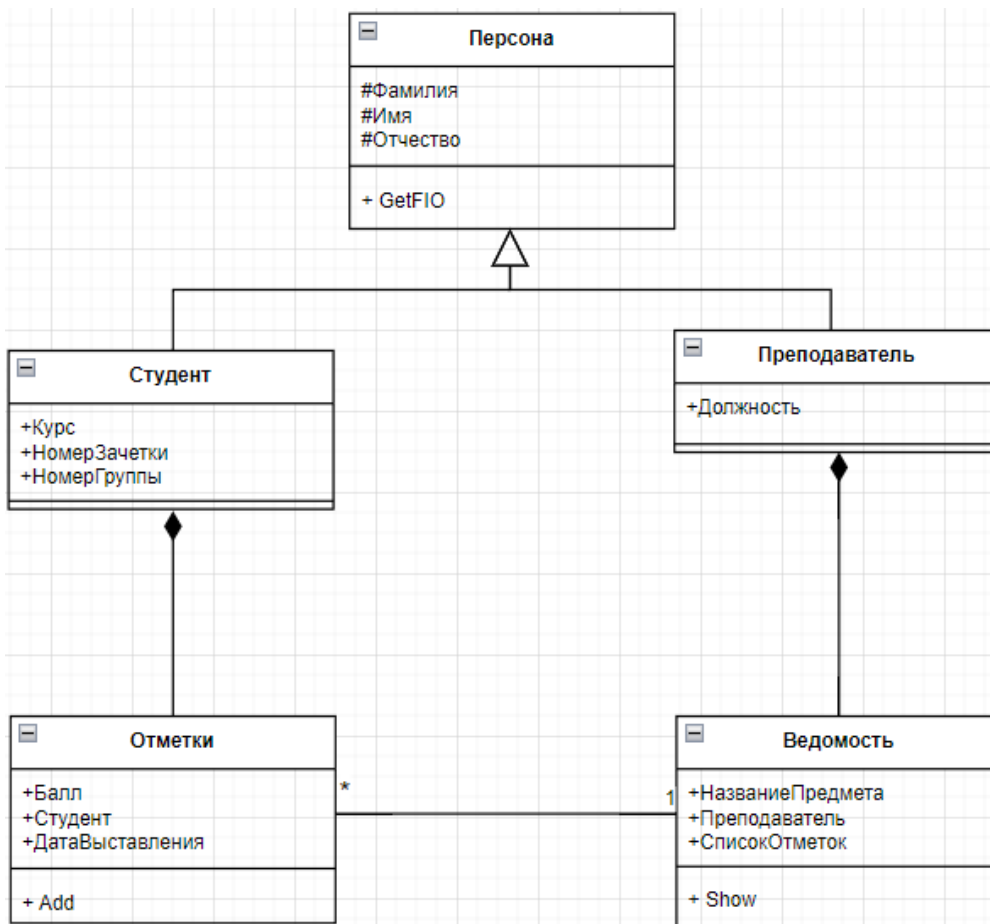 Персона
#Фамилия
#Имя
#Отчество
+ GetFIO
Студент
+Курс
+НомерЗачетки
+НомерГруппы
Преподаватель
+Должность
Отметки
+Балл
+Студент
+ДатаВыставления
+ Add
*
1
Ведомость
+НазваниеПредмета
+Преподаватель
+СписокОтметок
+ Show